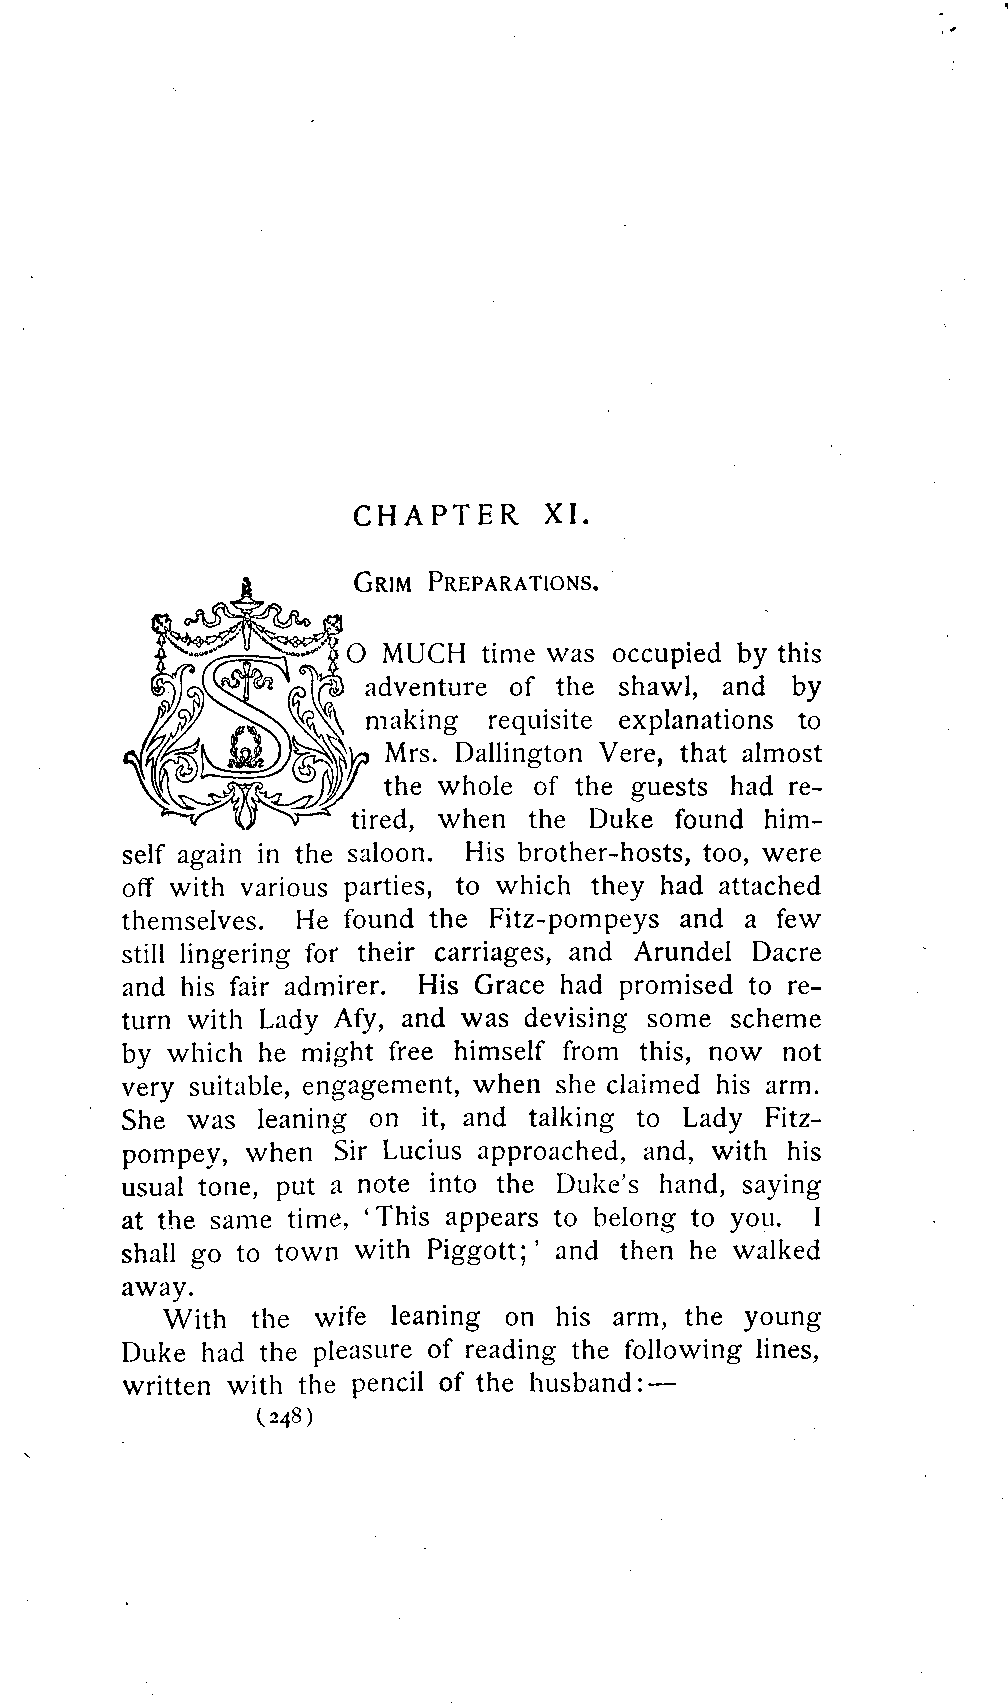 CHAPTER XI.
GRIM PREPARATIONS.
SO MUCH time was occupied by this
adventure of the shawl, and by
making requisite explanations to
Mrs. Dallington Vere, that almost
the whole of the guests had re-
tired, when the Duke found him-
self again in the saloon. His brother-hosts, too, were
off with various parties, to which they had attached
themselves. He found the Fitz-pompeys and a few
still lingering for their carriages, and Arundel Dacre
and his fair admirer. His Grace had promised to re-
turn with Lady Afy, and was devising some scheme
by which he might free himself from this, now not
very suitable, engagement, when she claimed his arm.
She was leaning on it, and talking to Lady Fitz-
pompey, when Sir Lucius approached, and, with his
usual tone, put a note into the Duke's hand, saying
at the same time, 'This appears to belong to you. I
shall go to town with Piggott;' and then he walked
away.
With the wife leaning on his arm, the young
Duke had the pleasure of reading the following lines,
written with the pencil of the husband:—
(248)